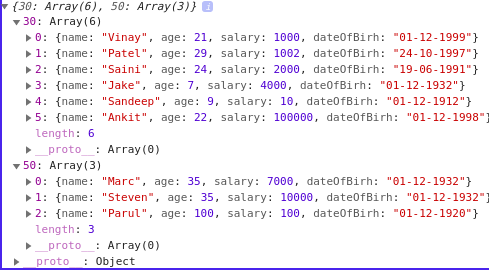 {30: Array(6), 50: Array(3)} i
30: Array(6)
0: {name: "Vinay", age: 21, salary: 1000, dateOfBirh: "01-12-1999"}
1: {name: "Patel", age: 29, salary: 1002, dateOfBirh: "24-10-1997"}
2: {name: "Saini", age: 24, salary: 2000, dateOfBirh: "19-06-1991"}
3: {name: "Jake", age: 7, salary: 4000, dateOfBirh: "01-12-1932"}
4: {name: "Sandeep", age: 9, salary: 10, dateOfBirh: "01-12-1912"}
5: {name: "Ankit", age: 22, salary: 100000, dateOfBirh: "01-12-1998"}
length: 6
__proto__: Array(0)
50: Array(3)
0: {name: "Marc", age: 35, salary: 7000, dateOfBirh: "01-12-1932"}
1: {name: "Steven", age: 35, salary: 10000, dateOfBirh: "01-12-1932"}
2: {name: "Parul", age: 100, salary: 100, dateOfBirh: "01-12-1920"}
length: 3
__proto__: Array(0)
__proto__: Object